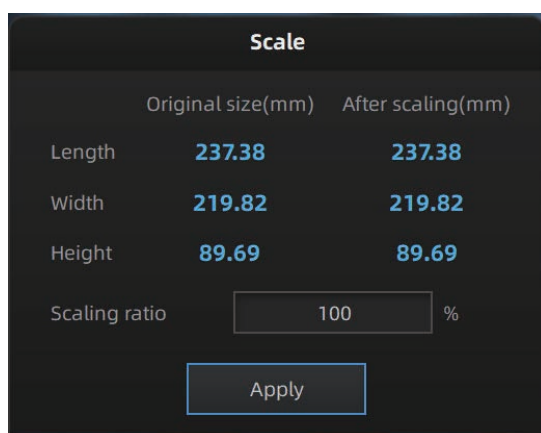 Scale
Original size(mm) After scaling(mm)
Length 237.38 237.38
Width 219.82 219.82
Height 89.69 89.69
Scaling ratio 100 %
Apply